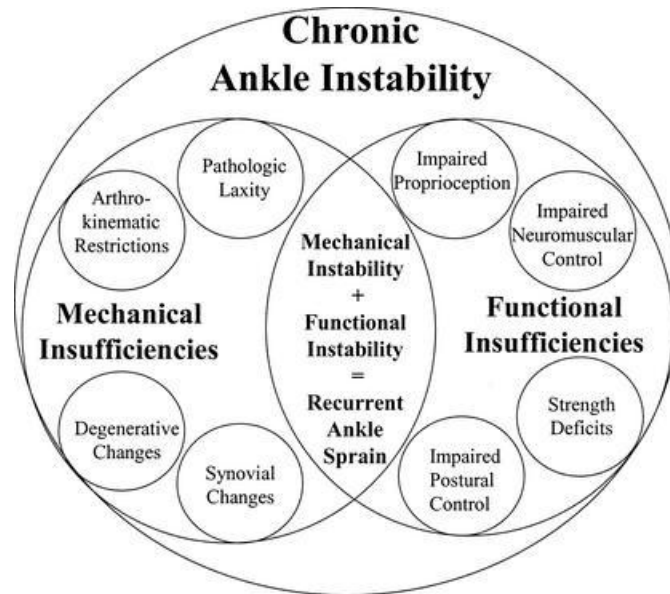 Chronic
Ankle Instability
Pathologic
Laxity
Arthro-
kinematic
Restrictions
Mechanical
Insufficiencies
Degenerative
Changes
Synovial
Changes
Mechanical
Instability
+
Functional
Instability
=
Recurrent
Ankle
Sprain
Impaired
Proprioception
Impaired
Neuromuscular
Control
Functional
Insufficiencies
Strength
Deficits
Impaired
Postural
Control